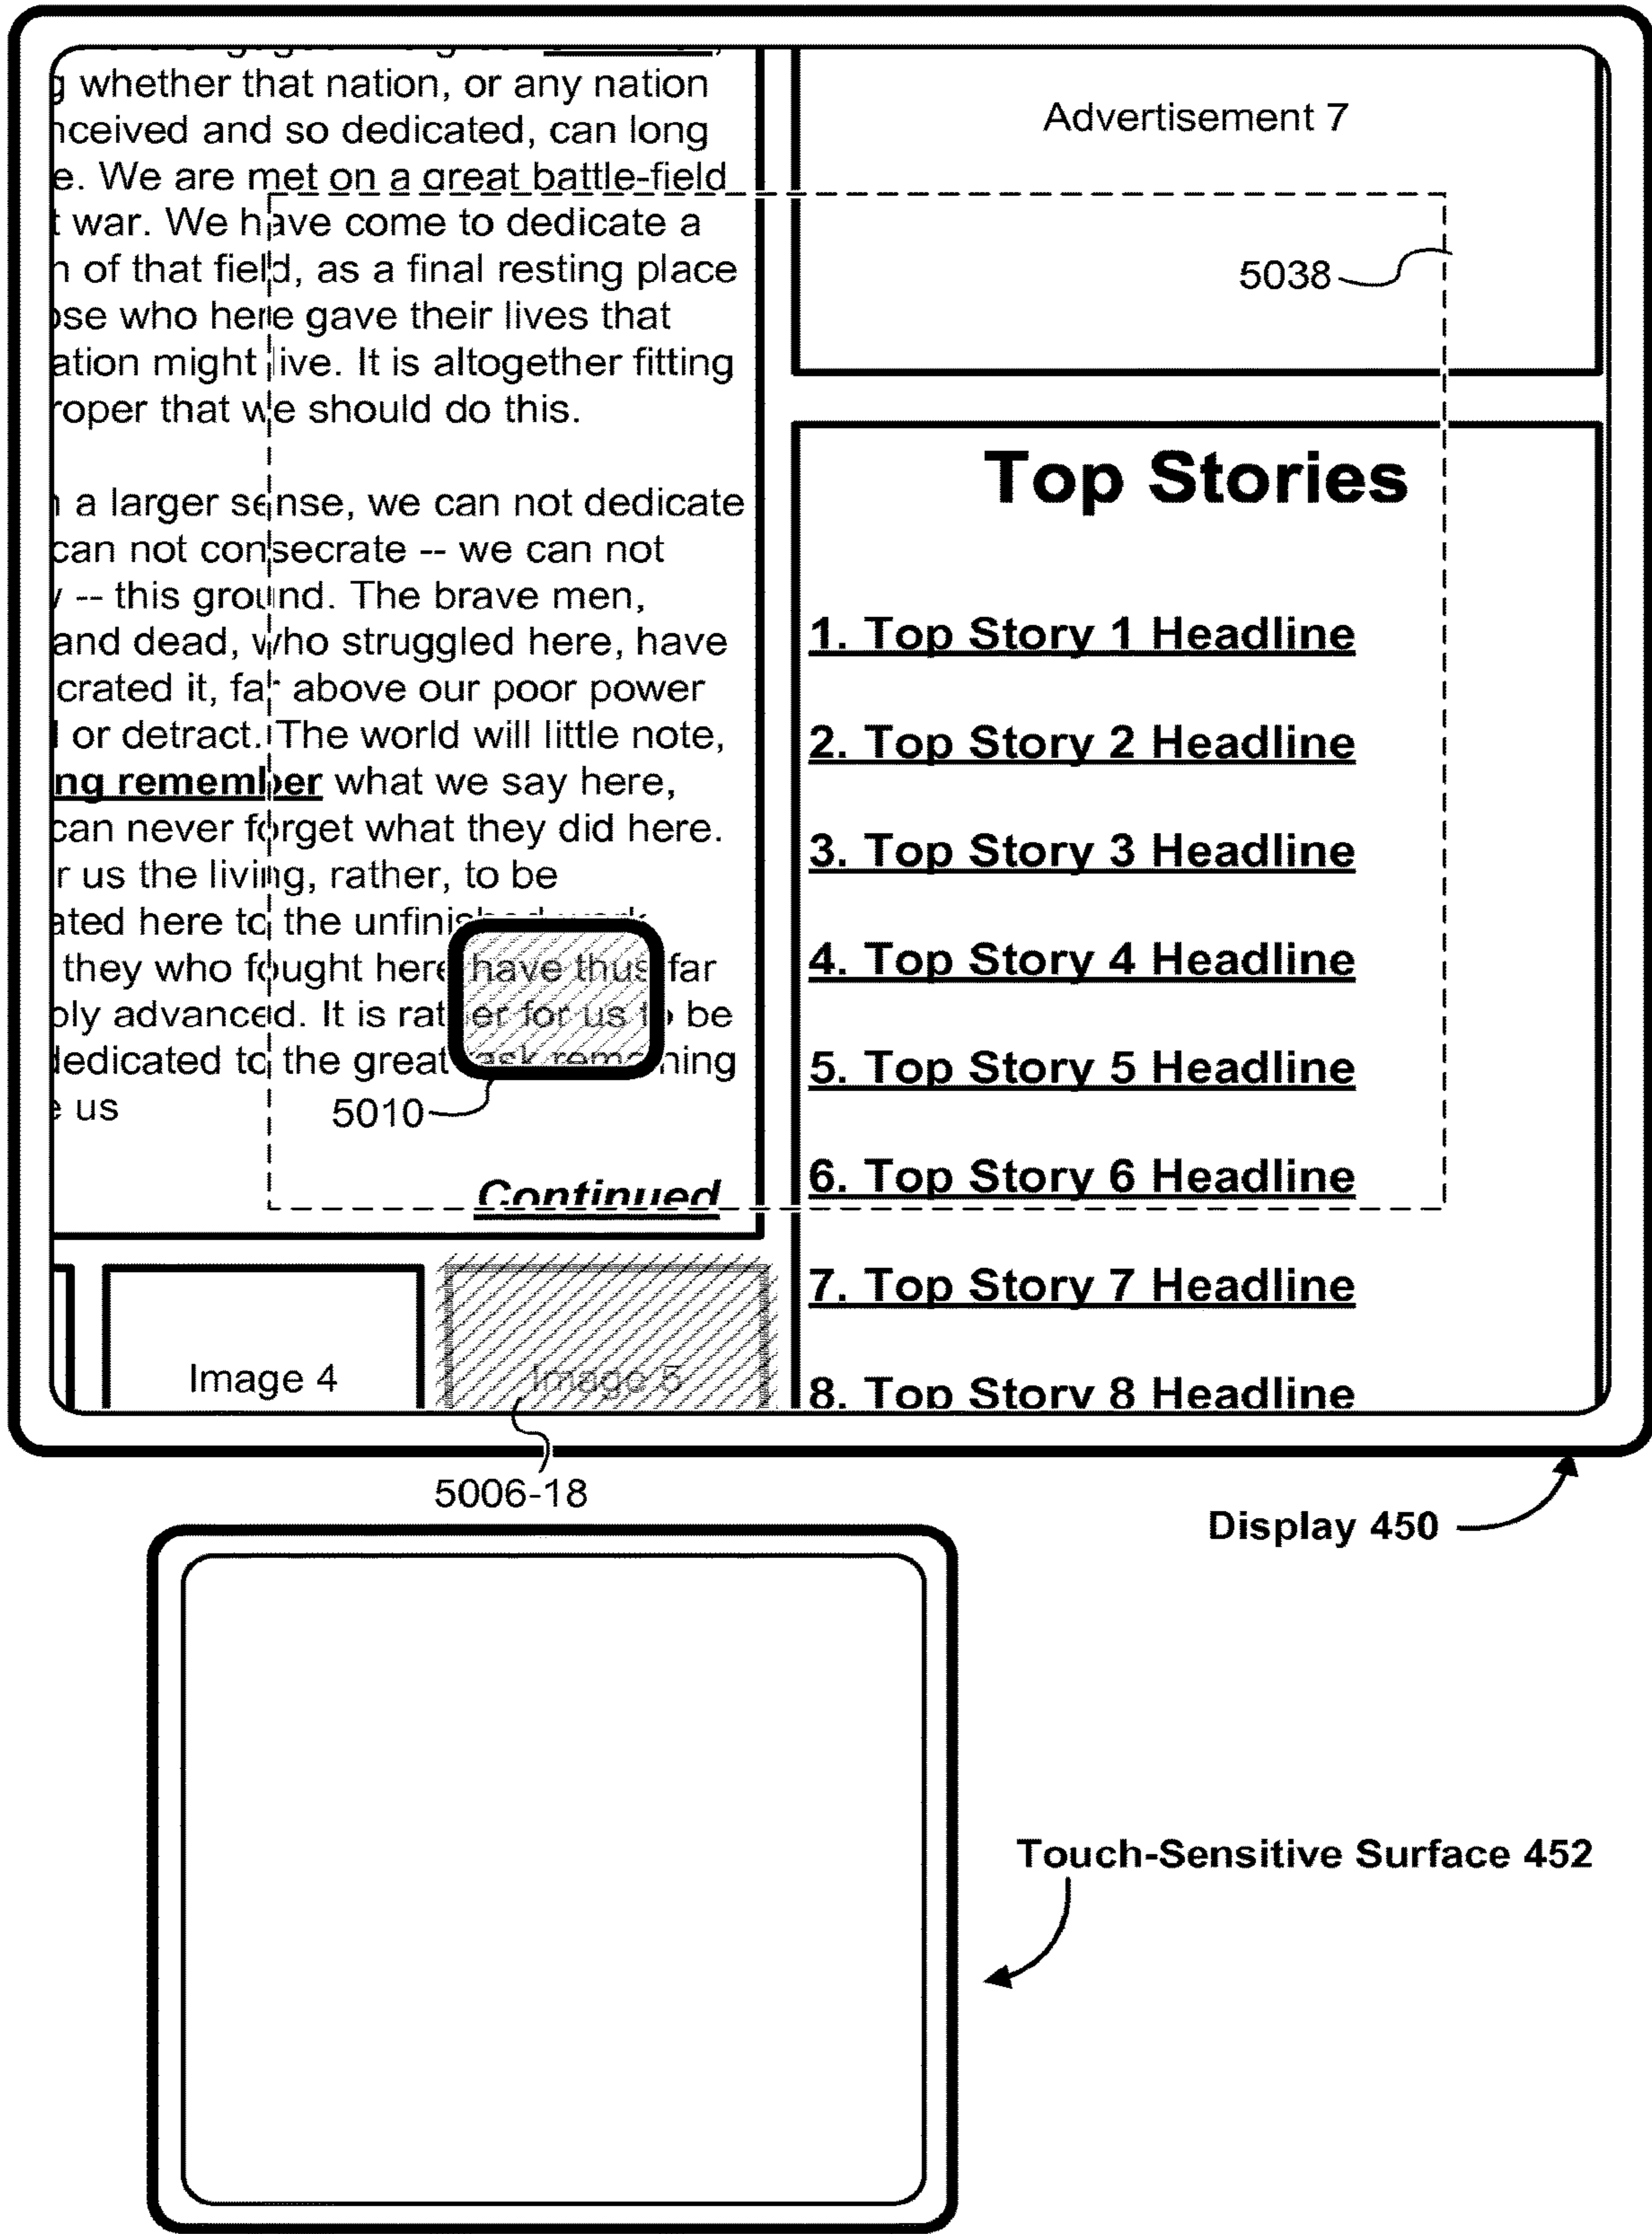 g whether that nation, or any nation
nceived and so dedicated, can long
e. We are met on a great battle-field
t war. We have come to dedicate a
n of that field, as a final resting place
ose who here gave their lives that
ation might live. It is altogether fitting
roper that we should do this.
n a larger sense, we can not dedicate
can not consecrate -- we can not
-- this ground. The brave men,
and dead, who struggled here, have
crated it, far above our poor power
or detract. The world will little note,
ng remember what we say here,
can never forget what they did here.
r us the living, rather, to be
ated here to the unfinished work
they who fought here have thus far
bly advanced. It is rather for us to be
dedicated to the great task remaining
e us
5010
Continued
Image 4
Image 5
5006-18
Advertisement 7
5038
Top Stories
1. Top Story 1 Headline
2. Top Story 2 Headline
3. Top Story 3 Headline
4. Top Story 4 Headline
5. Top Story 5 Headline
6. Top Story 6 Headline
7. Top Story 7 Headline
8. Top Story 8 Headline
Display 450
Touch-Sensitive Surface 452